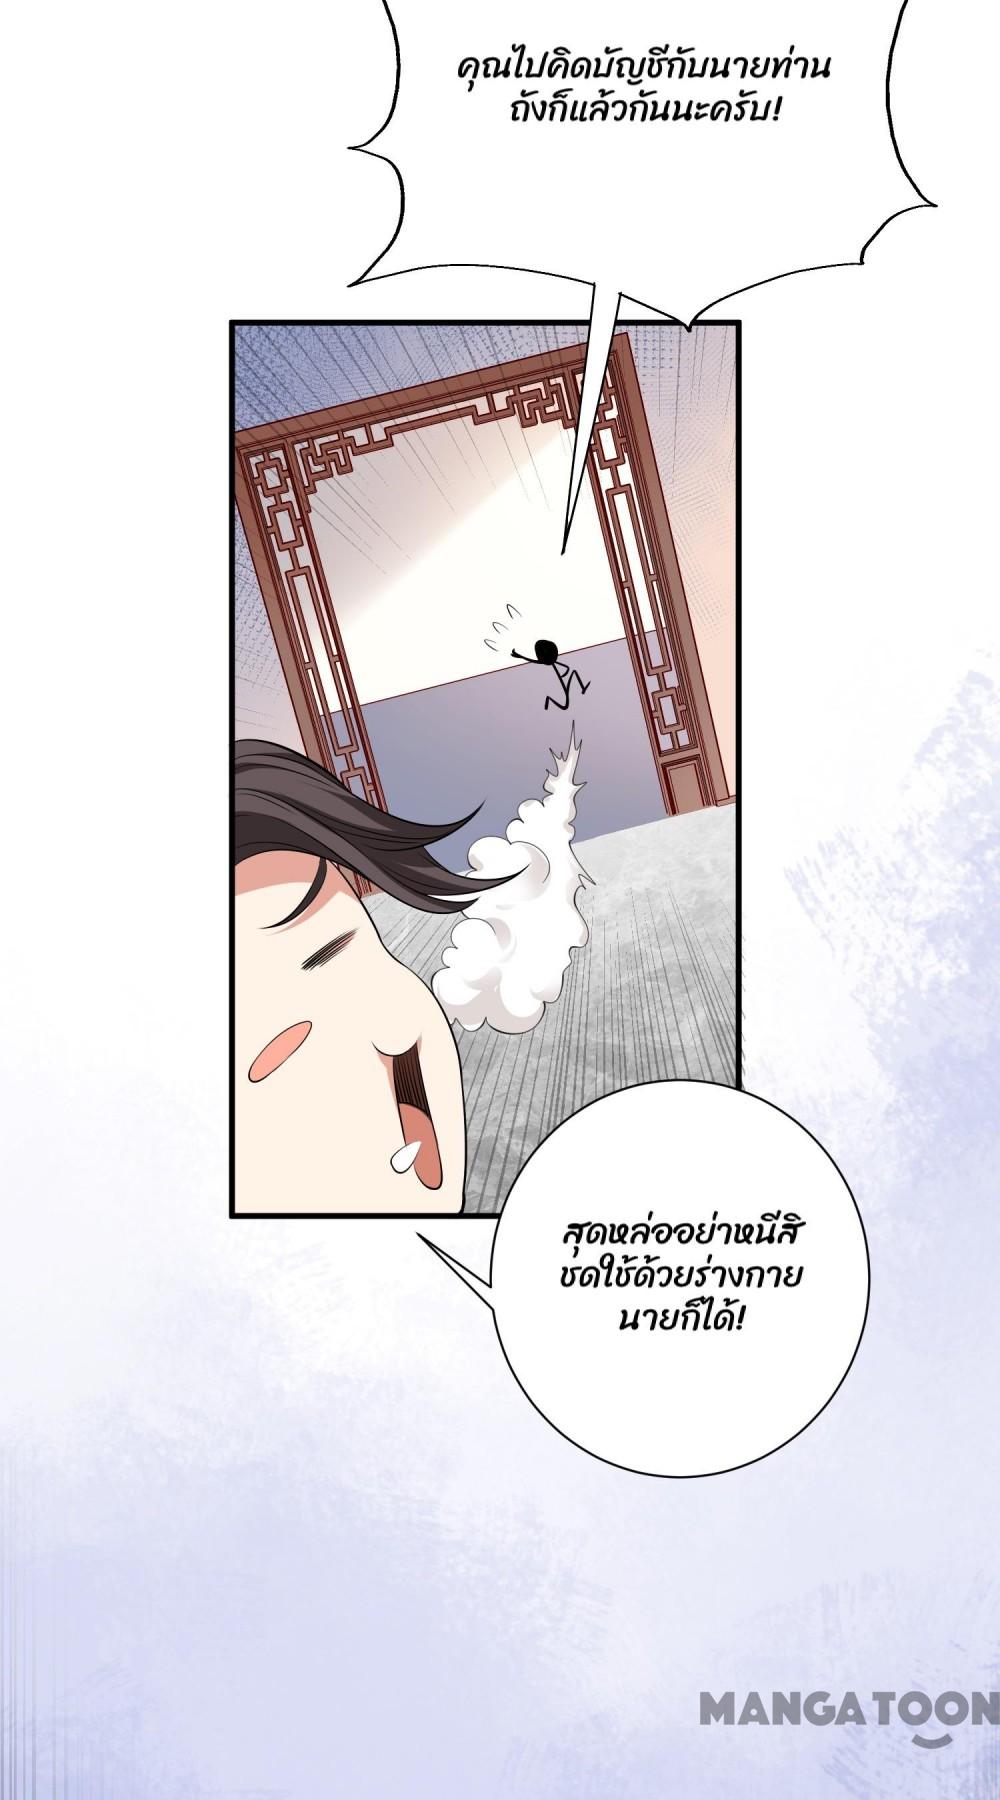 คุณไปคิดบัญชีกับนายท่าน
ถังก็แล้วกันนะครับ!
สุดหล่ออย่าหนีสิ
ชดใช้ด้วยร่างกาย
นายก็ได้!
MANGATOON